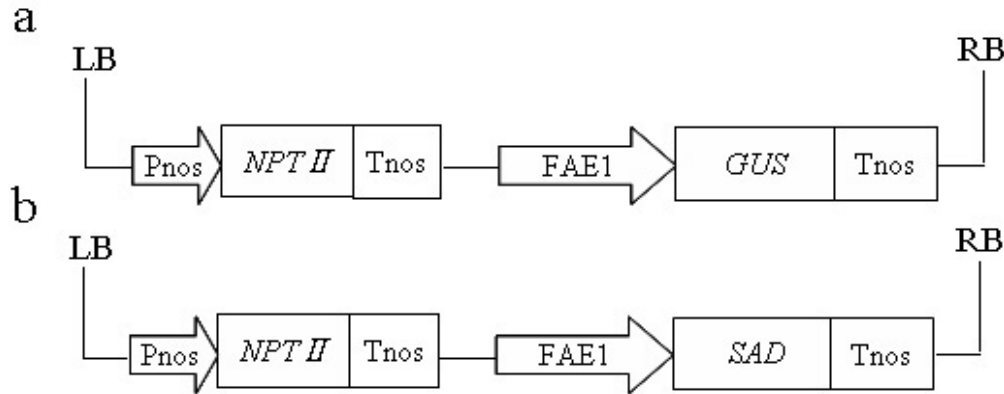 a
LB RB
Pnos NPT II Tnos FAE1 GUS Tnos
b
LB RB
Pnos NPT II Tnos FAE1 SAD Tnos